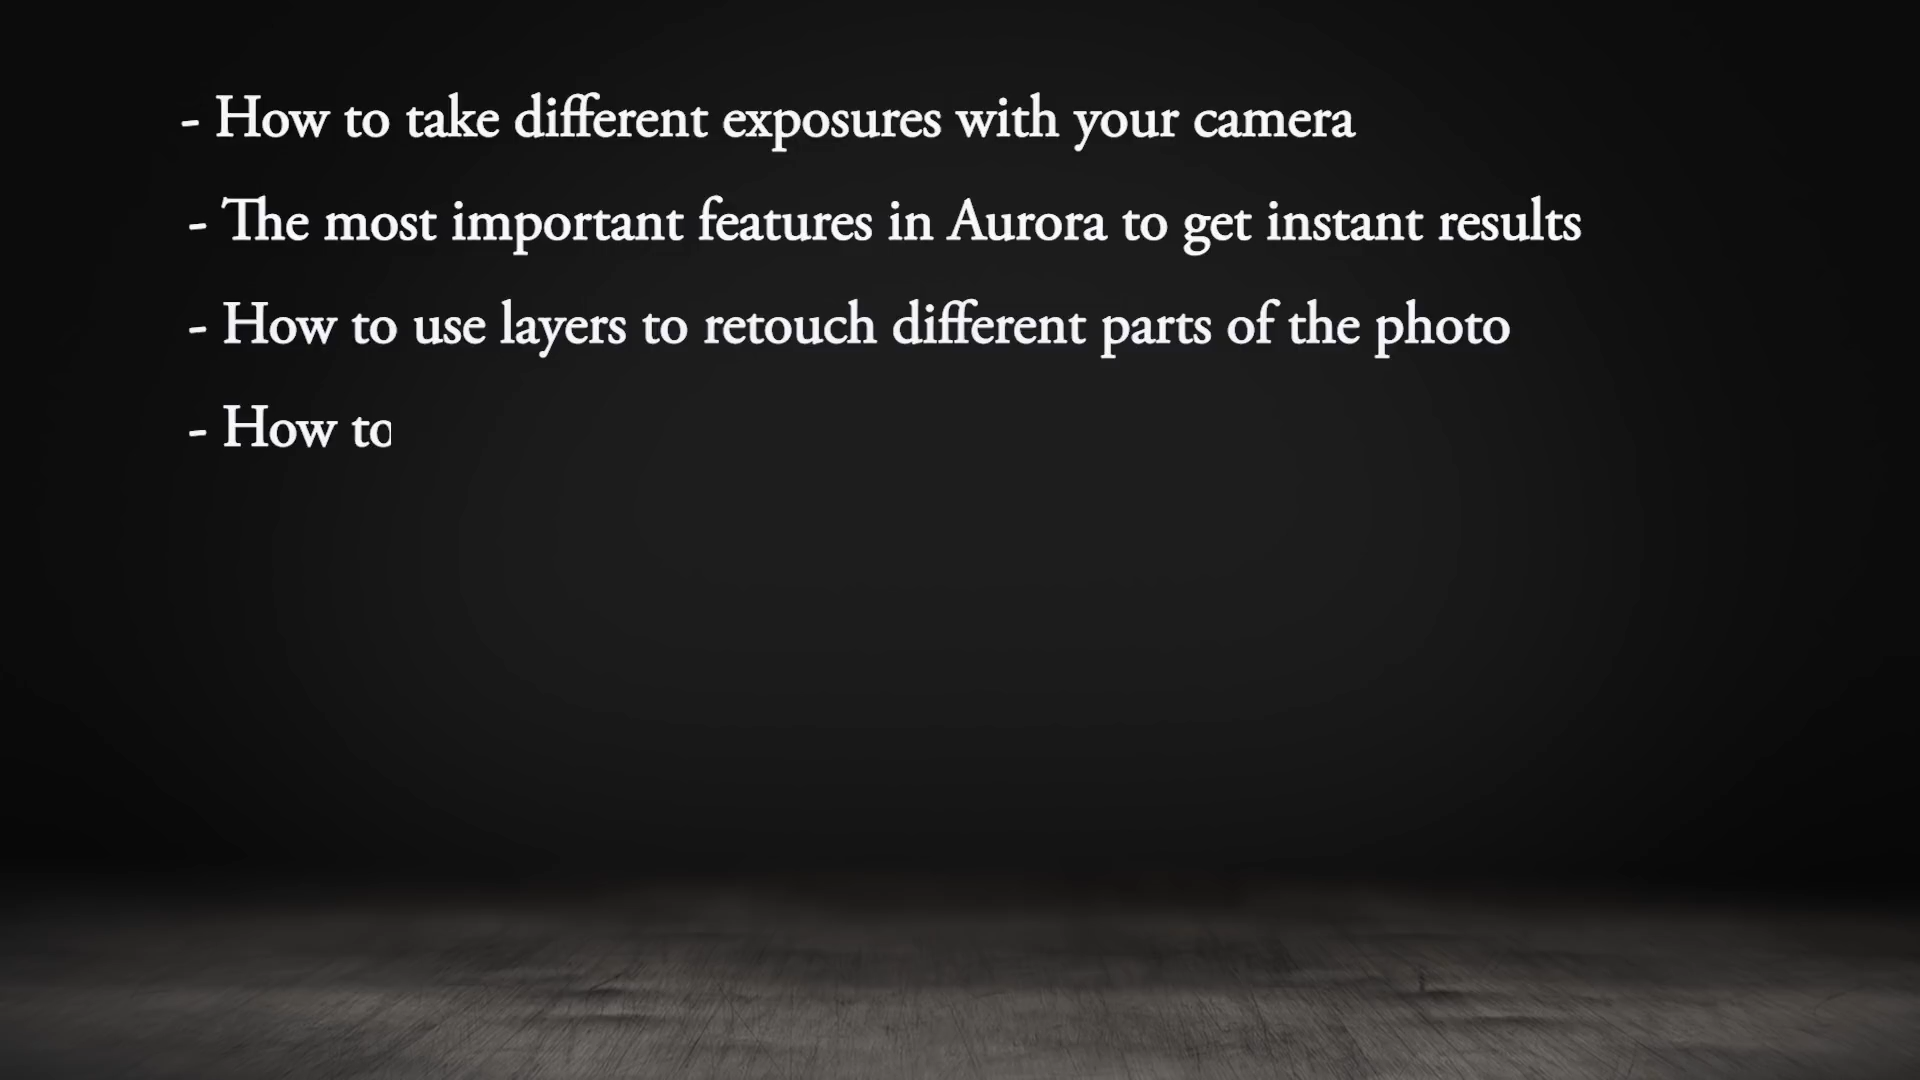 - How to take different exposures with your camera
- The most important features in Aurora to get instant results
- How to use layers to retouch different parts of the photo
- How to